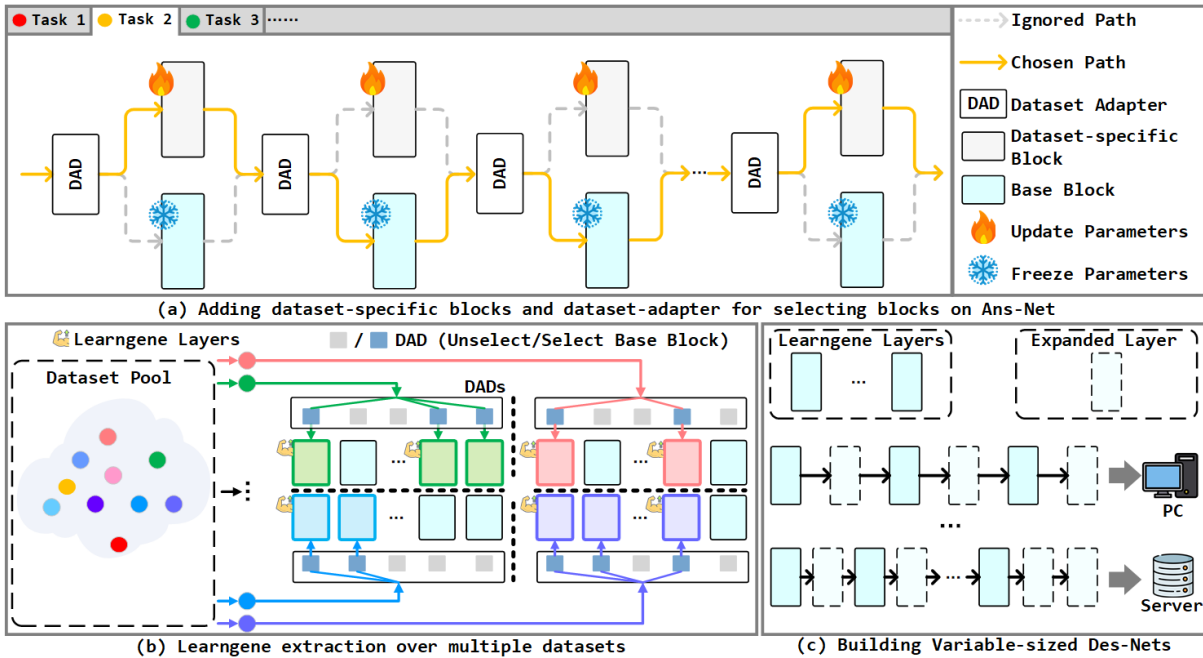 Task 1
Task 2
Task 3
······
DAD
DAD
DAD
...
DAD
Ignored Path
Chosen Path
DAD
Dataset Adapter
Dataset-specific
Block
Base Block
Update Parameters
Freeze Parameters
(a) Adding dataset-specific blocks and dataset-adapter for selecting blocks on Ans-Net
Learngene Layers
/
DAD (Unselect/Select Base Block)
Dataset Pool
DADs
...
...
...
...
...
(b) Learngene extraction over multiple datasets
Learngene Layers
...
Expanded Layer
PC
...
...
Server
(c) Building Variable-sized Des-Nets